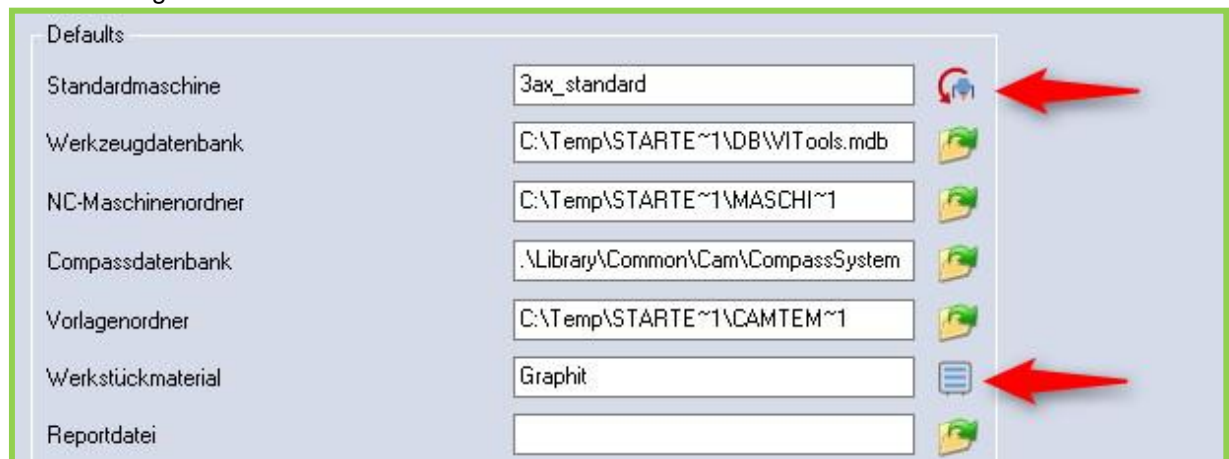 Defaults
Standardmaschine 3ax_standard
Werkzeugdatenbank C:\Temp\STARTE~1\DB\VITools.mdb
NC-Maschinenordner C:\Temp\STARTE~1\MASCHI~1
Compassdatenbank .\Library\Common\Cam\CompassSystem
Vorlagenordner C:\Temp\STARTE~1\CAMTEM~1
Werkstückmaterial Graphit
Reportdatei